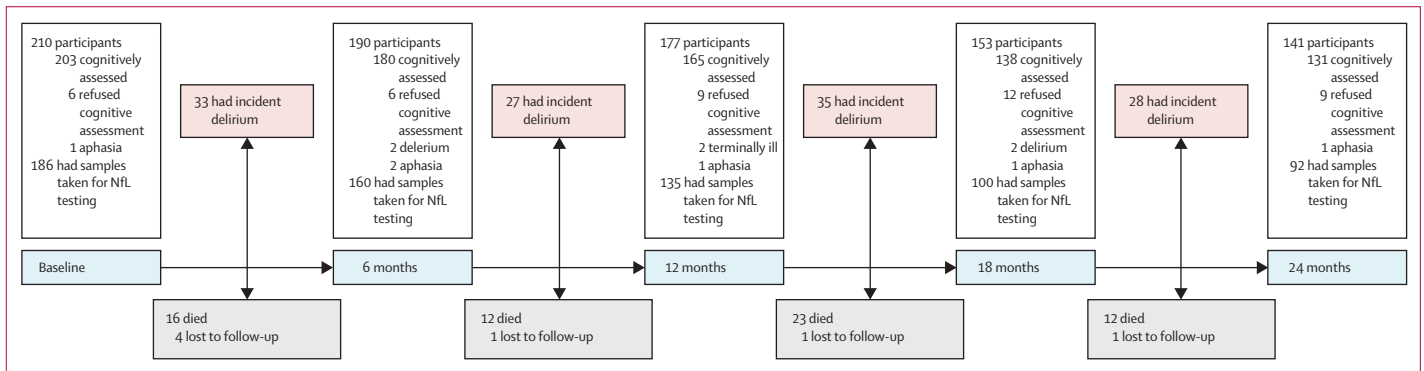 210 participants
203 cognitively
assessed
6 refused
cognitive
assessment
1 aphasia
186 had samples
taken for NfL
testing
33 had incident
delirium
190 participants
180 cognitively
assessed
6 refused
cognitive
assessment
2 delerium
2 aphasia
160 had samples
taken for NfL
testing
27 had incident
delirium
177 participants
165 cognitively
assessed
9 refused
cognitive
assessment
2 terminally ill
1 aphasia
135 had samples
taken for NfL
testing
35 had incident
delirium
153 participants
138 cognitively
assessed
12 refused
cognitive
assessment
2 delirium
1 aphasia
100 had samples
taken for NfL
testing
28 had incident
delirium
141 participants
131 cognitively
assessed
9 refused
cognitive
assessment
1 aphasia
92 had samples
taken for NfL
testing
Baseline
6 months
12 months
18 months
24 months
16 died
4 lost to follow-up
12 died
1 lost to follow-up
23 died
1 lost to follow-up
12 died
1 lost to follow-up